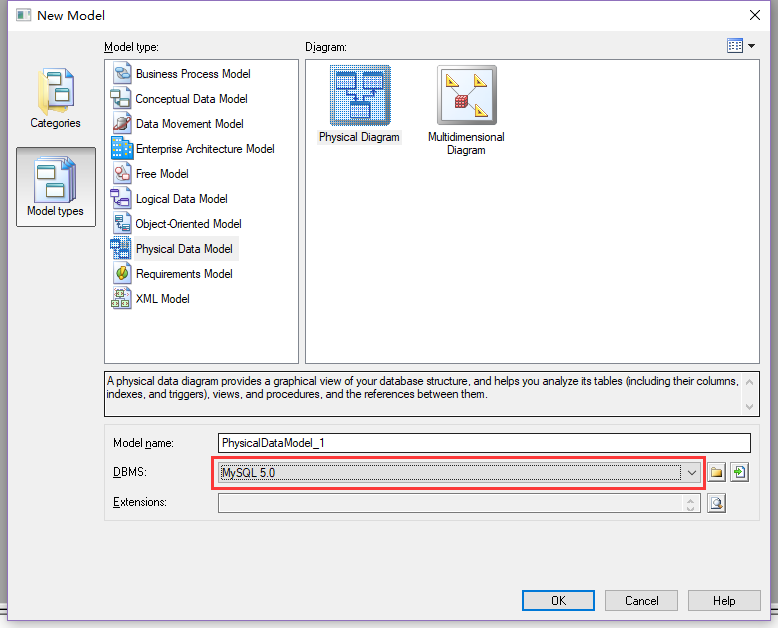 New Model
Model type:
Diagram:
Categories
Model types
Business Process Model
Conceptual Data Model
Data Movement Model
Enterprise Architecture Model
Free Model
Logical Data Model
Object-Oriented Model
Physical Data Model
Requirements Model
XML Model
Physical Diagram
Multidimensional
Diagram
A physical data diagram provides a graphical view of your database structure, and helps you analyze its tables (including their columns,
indexes, and triggers), views, and procedures, and the references between them.
Model name:
PhysicalDataModel_1
DBMS:
MySQL 5.0
Extensions:
OK
Cancel
Help